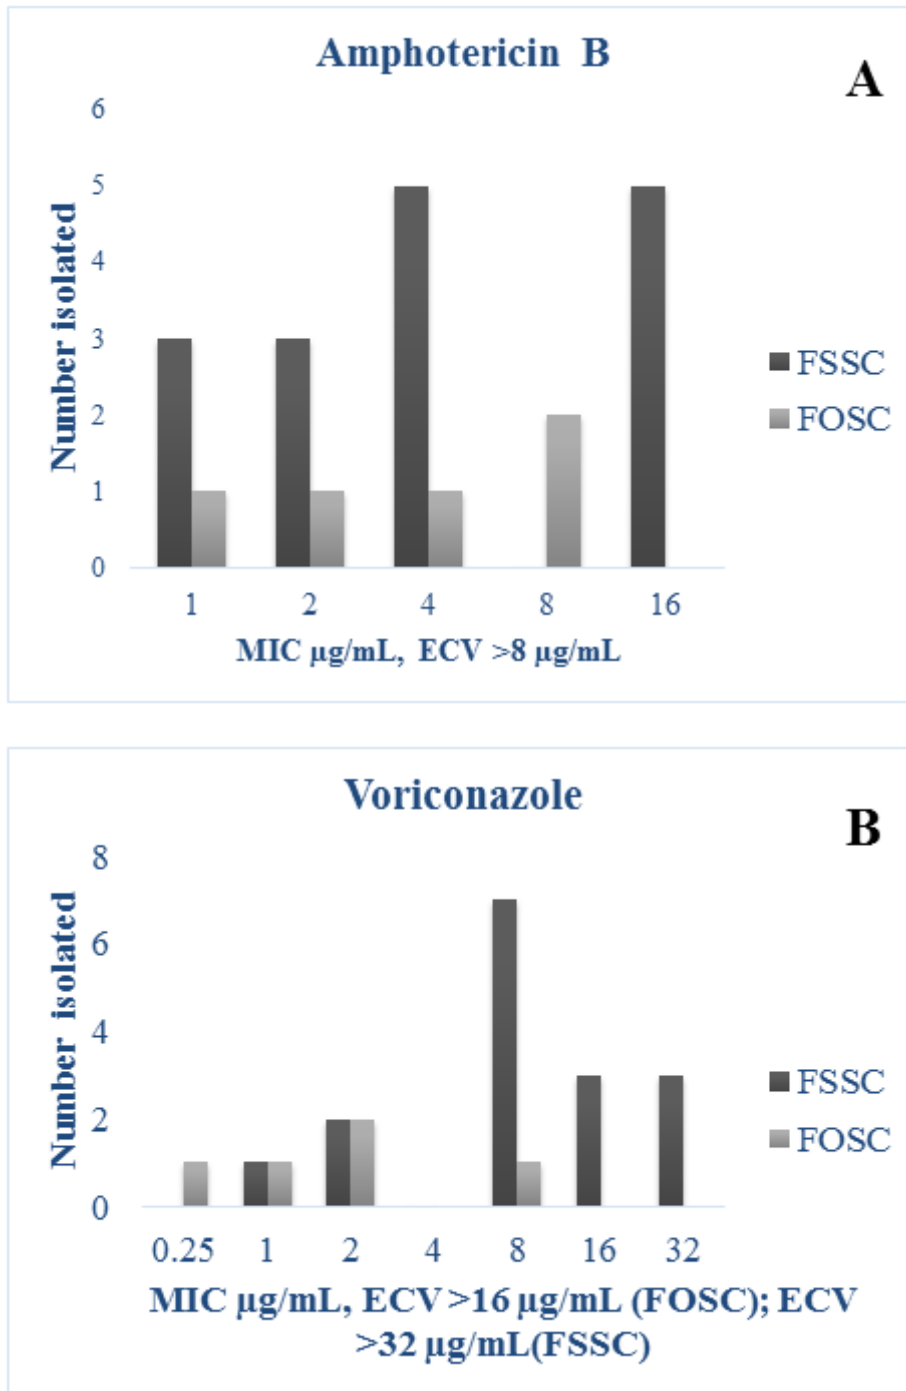 Amphotericin B
A
6
5
4
3
2
1
0
Number isolated
1 2 4 8 16
MIC µg/mL, ECV >8 µg/mL
FSSC
FOSC
Voriconazole
B
8
6
4
2
0
Number isolated
0.25 1 2 4 8 16 32
MIC µg/mL, ECV >16 µg/mL (FOSC); ECV
>32 µg/mL(FSSC)
FSSC
FOSC